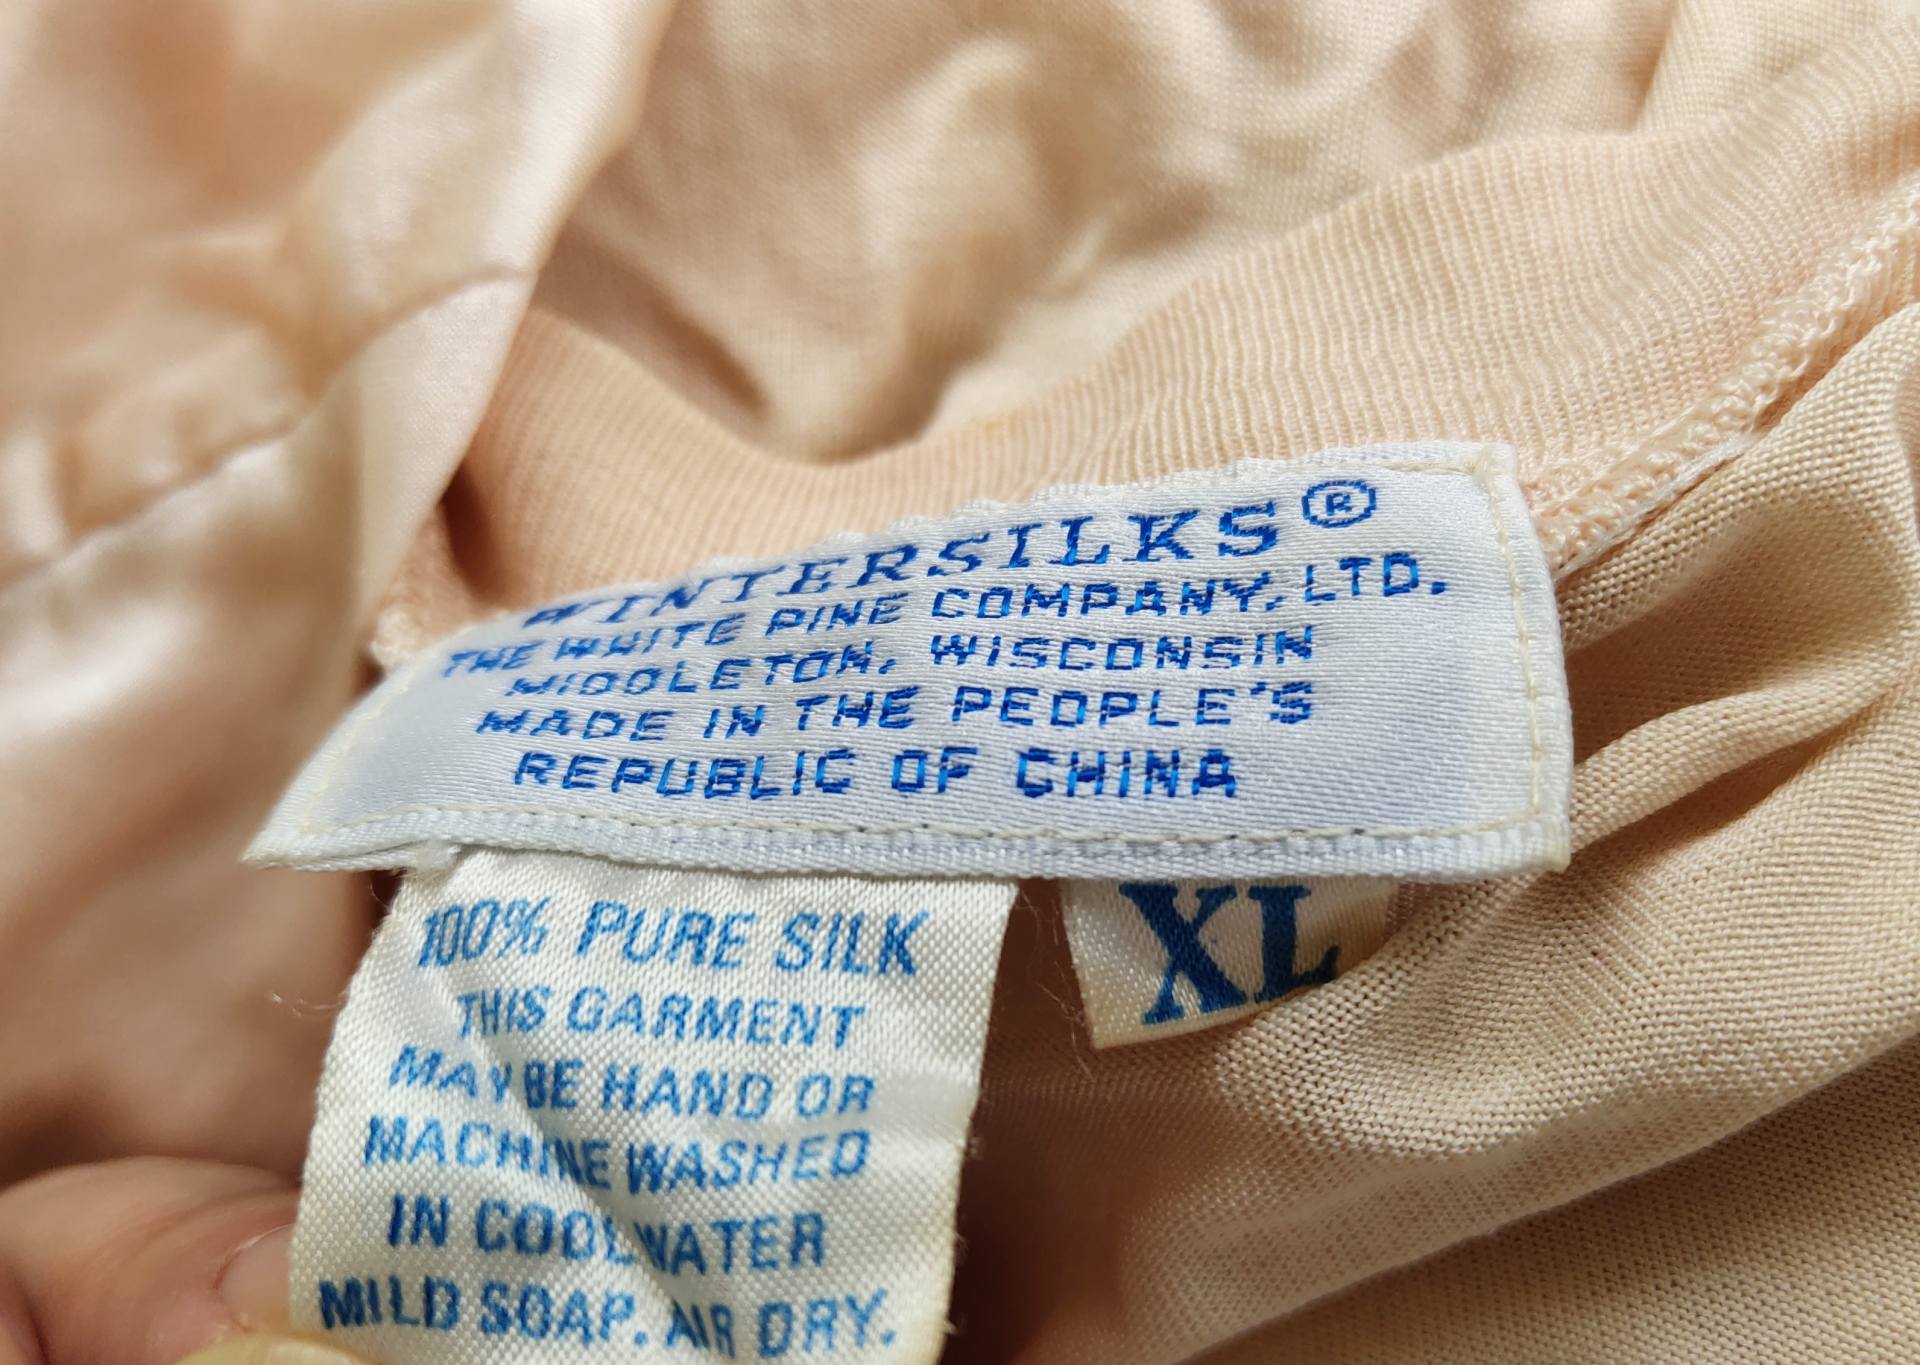 WINTERSILKS®
THE WHITE PINE COMPANY, LTD.
MIDDLETON, WISCONSIN
MADE IN THE PEOPLE'S
REPUBLIC OF CHINA
100% PURE SILK
THIS GARMENT
MAY BE HAND OR
MACHINE WASHED
IN COOL WATER
MILD SOAP. AIR DRY.
XL